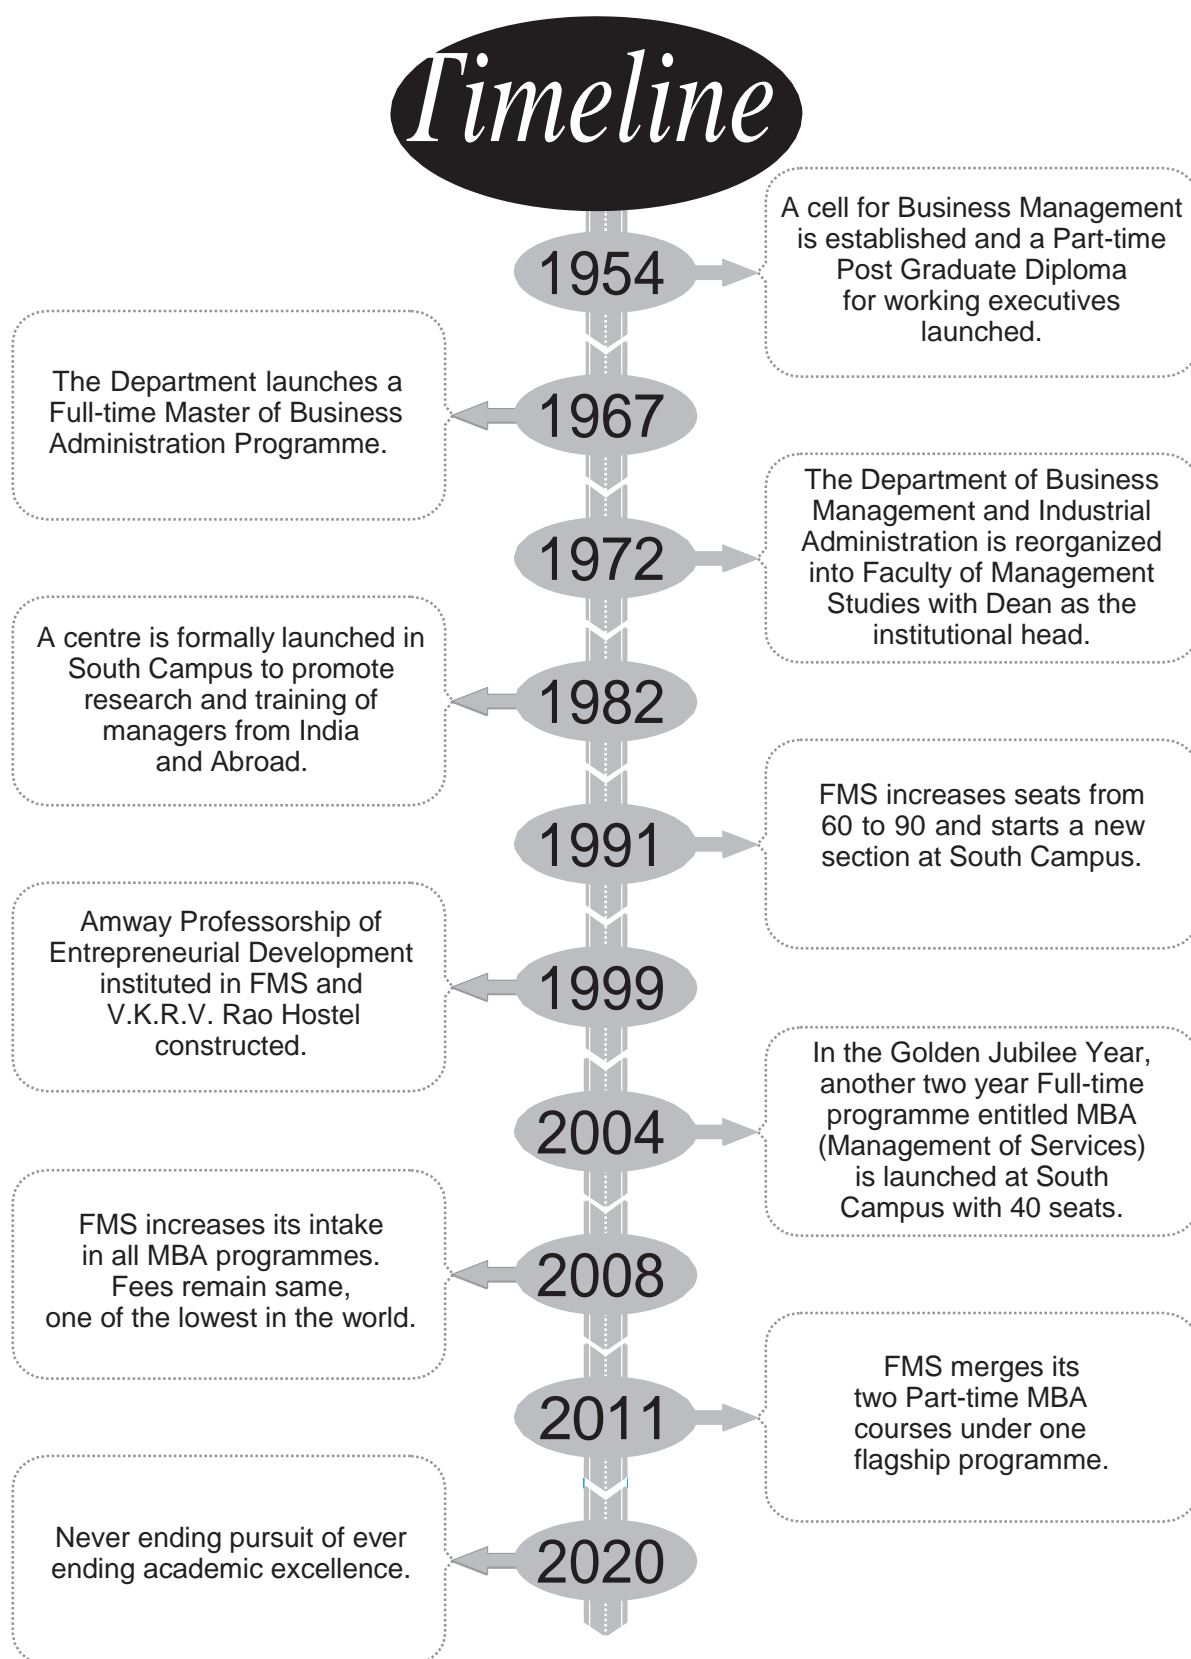 Timeline
1954
A cell for Business Management
is established and a Part-time
Post Graduate Diploma
for working executives
launched.
1967
The Department launches a
Full-time Master of Business
Administration Programme.
1972
The Department of Business
Management and Industrial
Administration is reorganized
into Faculty of Management
Studies with Dean as the
institutional head.
1982
A centre is formally launched in
South Campus to promote
research and training of
managers from India
and Abroad.
1991
FMS increases seats from
60 to 90 and starts a new
section at South Campus.
1999
Amway Professorship of
Entrepreneurial Development
instituted in FMS and
V.K.R.V. Rao Hostel
constructed.
2004
In the Golden Jubilee Year,
another two year Full-time
programme entitled MBA
(Management of Services)
is launched at South
Campus with 40 seats.
2008
FMS increases its intake
in all MBA programmes.
Fees remain same,
one of the lowest in the world.
2011
FMS merges its
two Part-time MBA
courses under one
flagship programme.
2020
Never ending pursuit of ever
ending academic excellence.